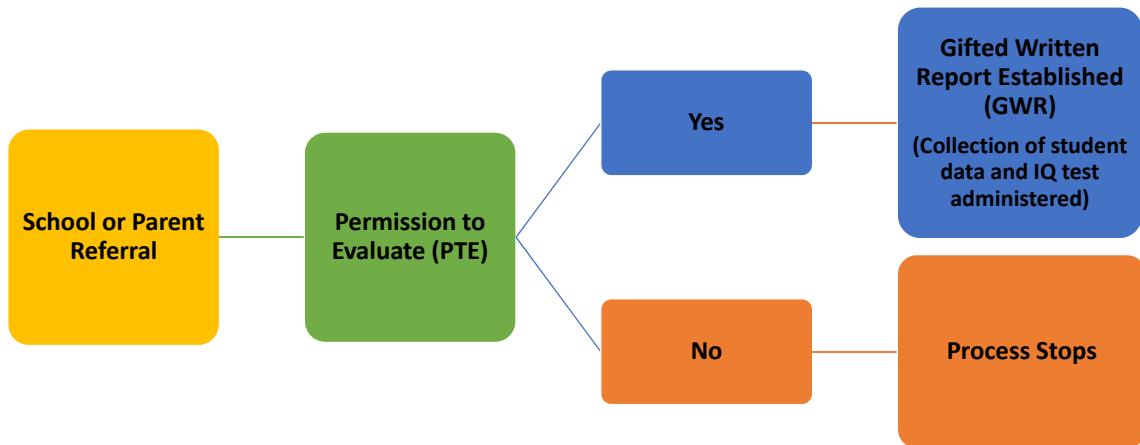 School or Parent
Referral
Permission to
Evaluate (PTE)
Yes
Gifted Written
Report Established
(GWR)
(Collection of student
data and IQ test
administered)
No
Process Stops